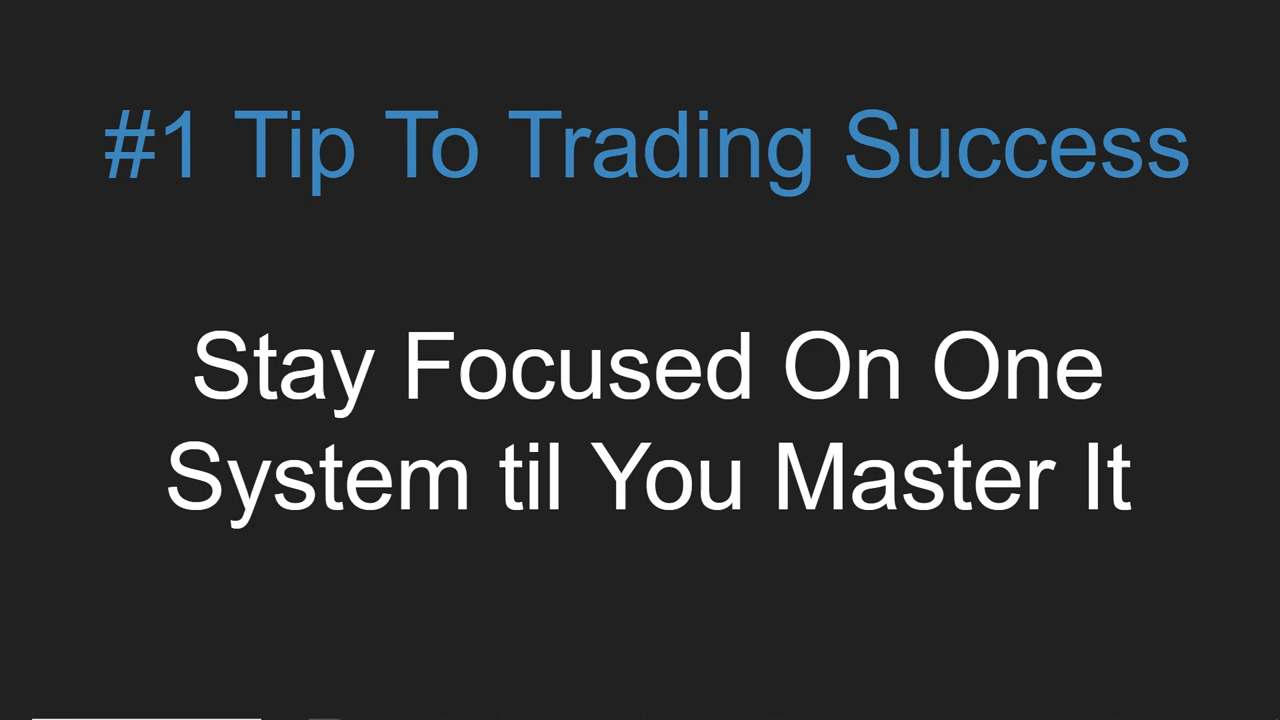 #1 Tip To Trading Success
Stay Focused On One
System til You Master It